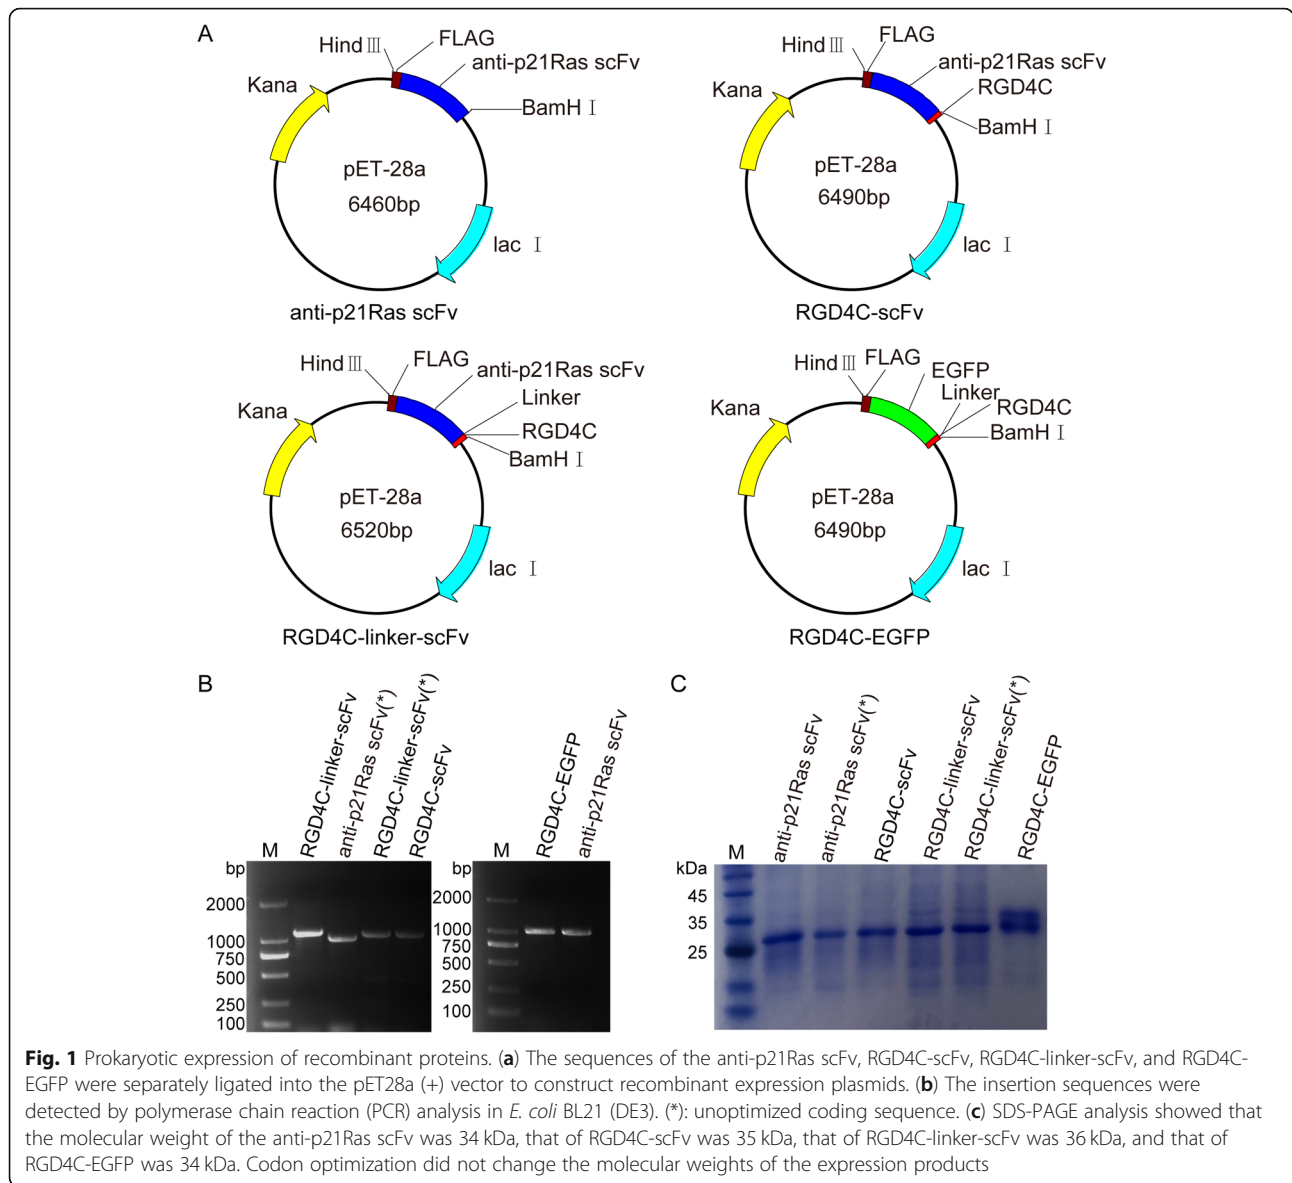 A
Hind Ⅲ
FLAG
anti-p21Ras scFv
Kana
BamH Ⅰ
pET-28a
6460bp
lac Ⅰ
anti-p21Ras scFv
Hind Ⅲ
FLAG
anti-p21Ras scFv
RGD4C
Kana
BamH Ⅰ
pET-28a
6490bp
lac Ⅰ
RGD4C-scFv
Hind Ⅲ
FLAG
anti-p21Ras scFv
Linker
Kana
RGD4C
BamH Ⅰ
pET-28a
6520bp
lac Ⅰ
RGD4C-linker-scFv
Hind Ⅲ
FLAG
EGFP
Linker
RGD4C
Kana
BamH Ⅰ
pET-28a
6490bp
lac Ⅰ
RGD4C-EGFP
B
RGD4C-linker-scFv
anti-p21Ras scFv(*)
RGD4C-linker-scFv(*)
RGD4C-scFv
M
bp
2000
1000
750
500
250
100
RGD4C-EGFP
anti-p21Ras scFv
M
bp
2000
1000
750
500
250
100
C
anti-p21Ras scFv
anti-p21Ras scFv(*)
RGD4C-scFv
RGD4C-linker-scFv
RGD4C-linker-scFv(*)
RGD4C-EGFP
M
kDa
45
35
25
Fig. 1 Prokaryotic expression of recombinant proteins. (a) The sequences of the anti-p21Ras scFv, RGD4C-scFv, RGD4C-linker-scFv, and RGD4C-
EGFP were separately ligated into the pET28a (+) vector to construct recombinant expression plasmids. (b) The insertion sequences were
detected by polymerase chain reaction (PCR) analysis in E. coli BL21 (DE3). (*): unoptimized coding sequence. (c) SDS-PAGE analysis showed that
the molecular weight of the anti-p21Ras scFv was 34 kDa, that of RGD4C-scFv was 35 kDa, that of RGD4C-linker-scFv was 36 kDa, and that of
RGD4C-EGFP was 34 kDa. Codon optimization did not change the molecular weights of the expression products